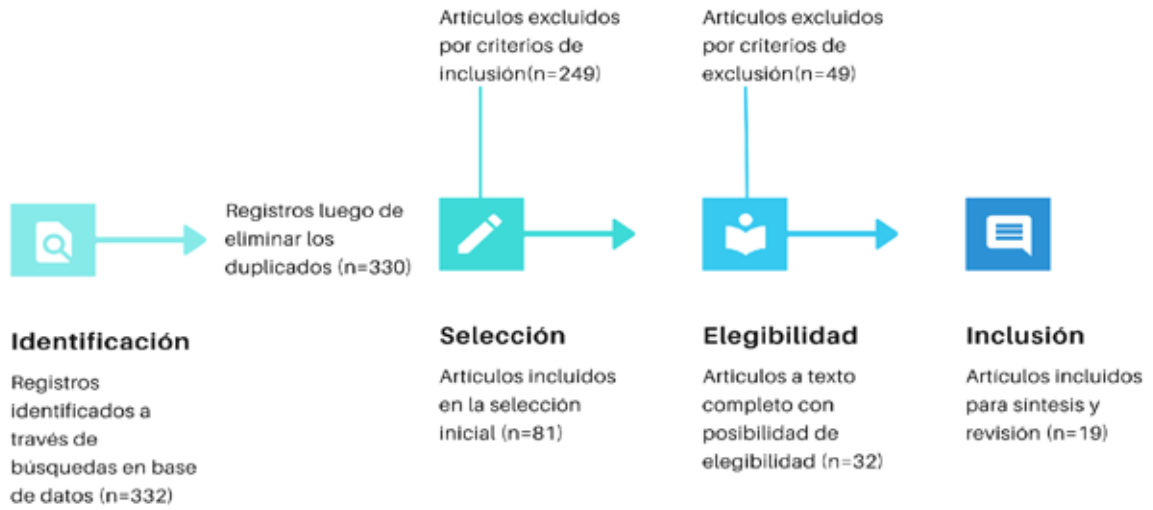 Artículos excluidos
por criterios de
inclusión(n=249)
Artículos excluidos
por criterios de
exclusión(n=49)
Registros luego de
eliminar los
duplicados (n=330)
Identificación
Registros
identificados a
través de
búsquedas en base
de datos (n=332)
Selección
Artículos incluidos
en la selección
inicial (n=81)
Elegibilidad
Articulos a texto
completo con
posibilidad de
elegibilidad (n=32)
Inclusión
Artículos incluidos
para síntesis y
revisión (n=19)